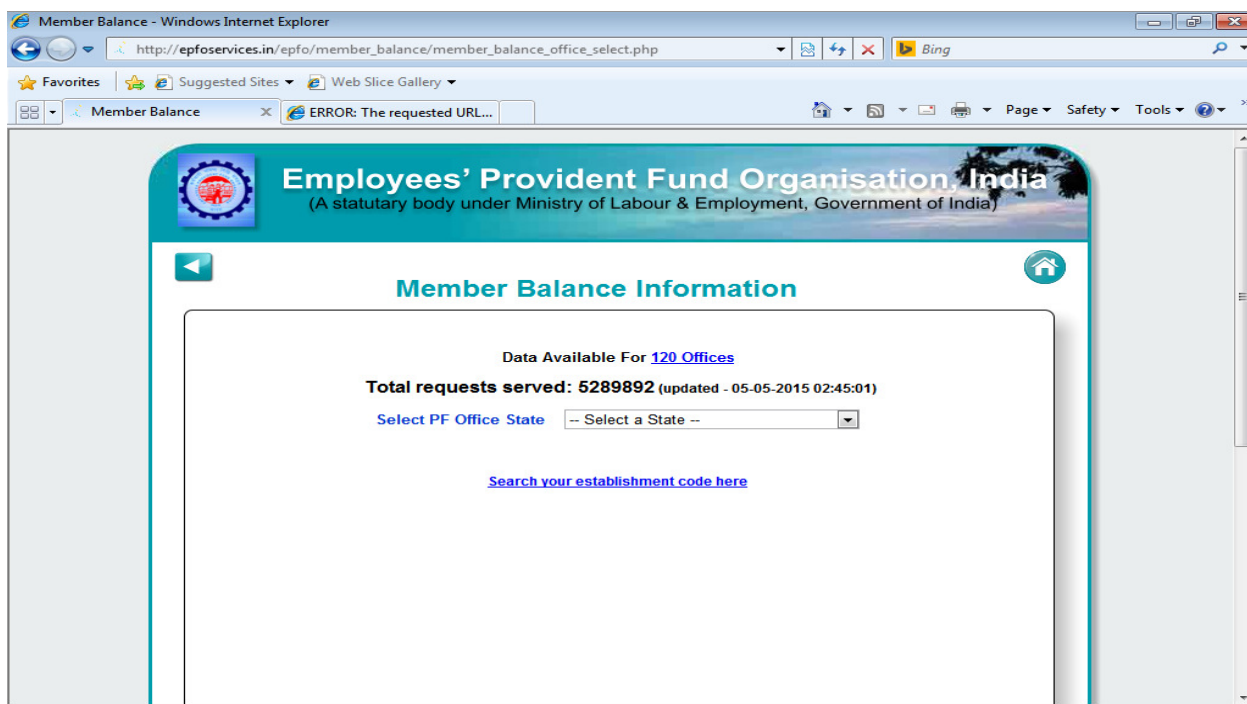 Member Balance - Windows Internet Explorer
http://epfoservices.in/epfo/member_balance/member_balance_office_select.php
Bing
Favorites
Suggested Sites
Web Slice Gallery
Member Balance
ERROR: The requested URL...
Page
Safety
Tools
Employees' Provident Fund Organisation, India
(A statutary body under Ministry of Labour & Employment, Government of India)
Member Balance Information
Data Available For 120 Offices
Total requests served: 5289892 (updated - 05-05-2015 02:45:01)
Select PF Office State -- Select a State --
Search your establishment code here